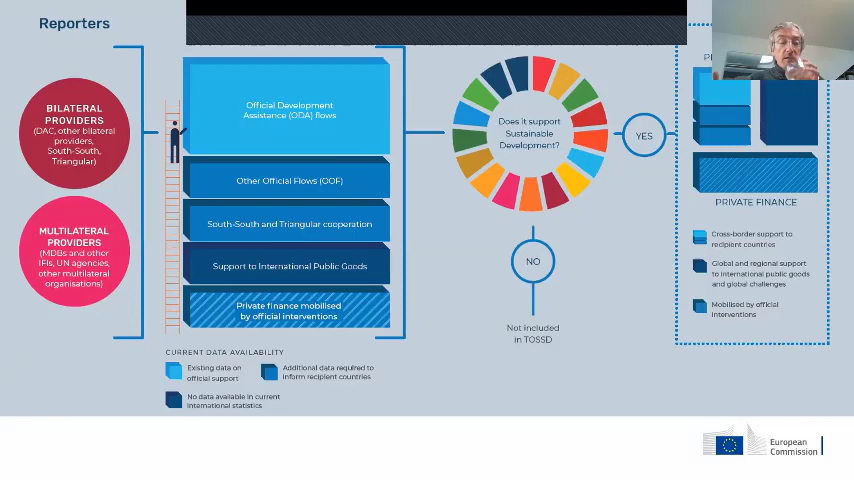 Reporters
BILATERAL
PROVIDERS
(DAC, other bilateral
providers,
South-South,
Triangular)
MULTILATERAL
PROVIDERS
(MDBs and other
IFIs, UN agencies,
other multilateral
organisations)
Official Development
Assistance (ODA) flows
Other Official Flows (OOF)
South-South and Triangular cooperation
Support to International Public Goods
Private finance mobilised
by official interventions
CURRENT DATA AVAILABILITY
Existing data on
official support
Additional data required to
inform recipient countries
No data available in current
international statistics
Does it support
Sustainable
Development?
YES
NO
Not included
in TOSSD
PRIVATE FINANCE
Cross-border support to
recipient countries
Global and regional support
to international public goods
and global challenges
Mobilised by official
interventions
European
Commission